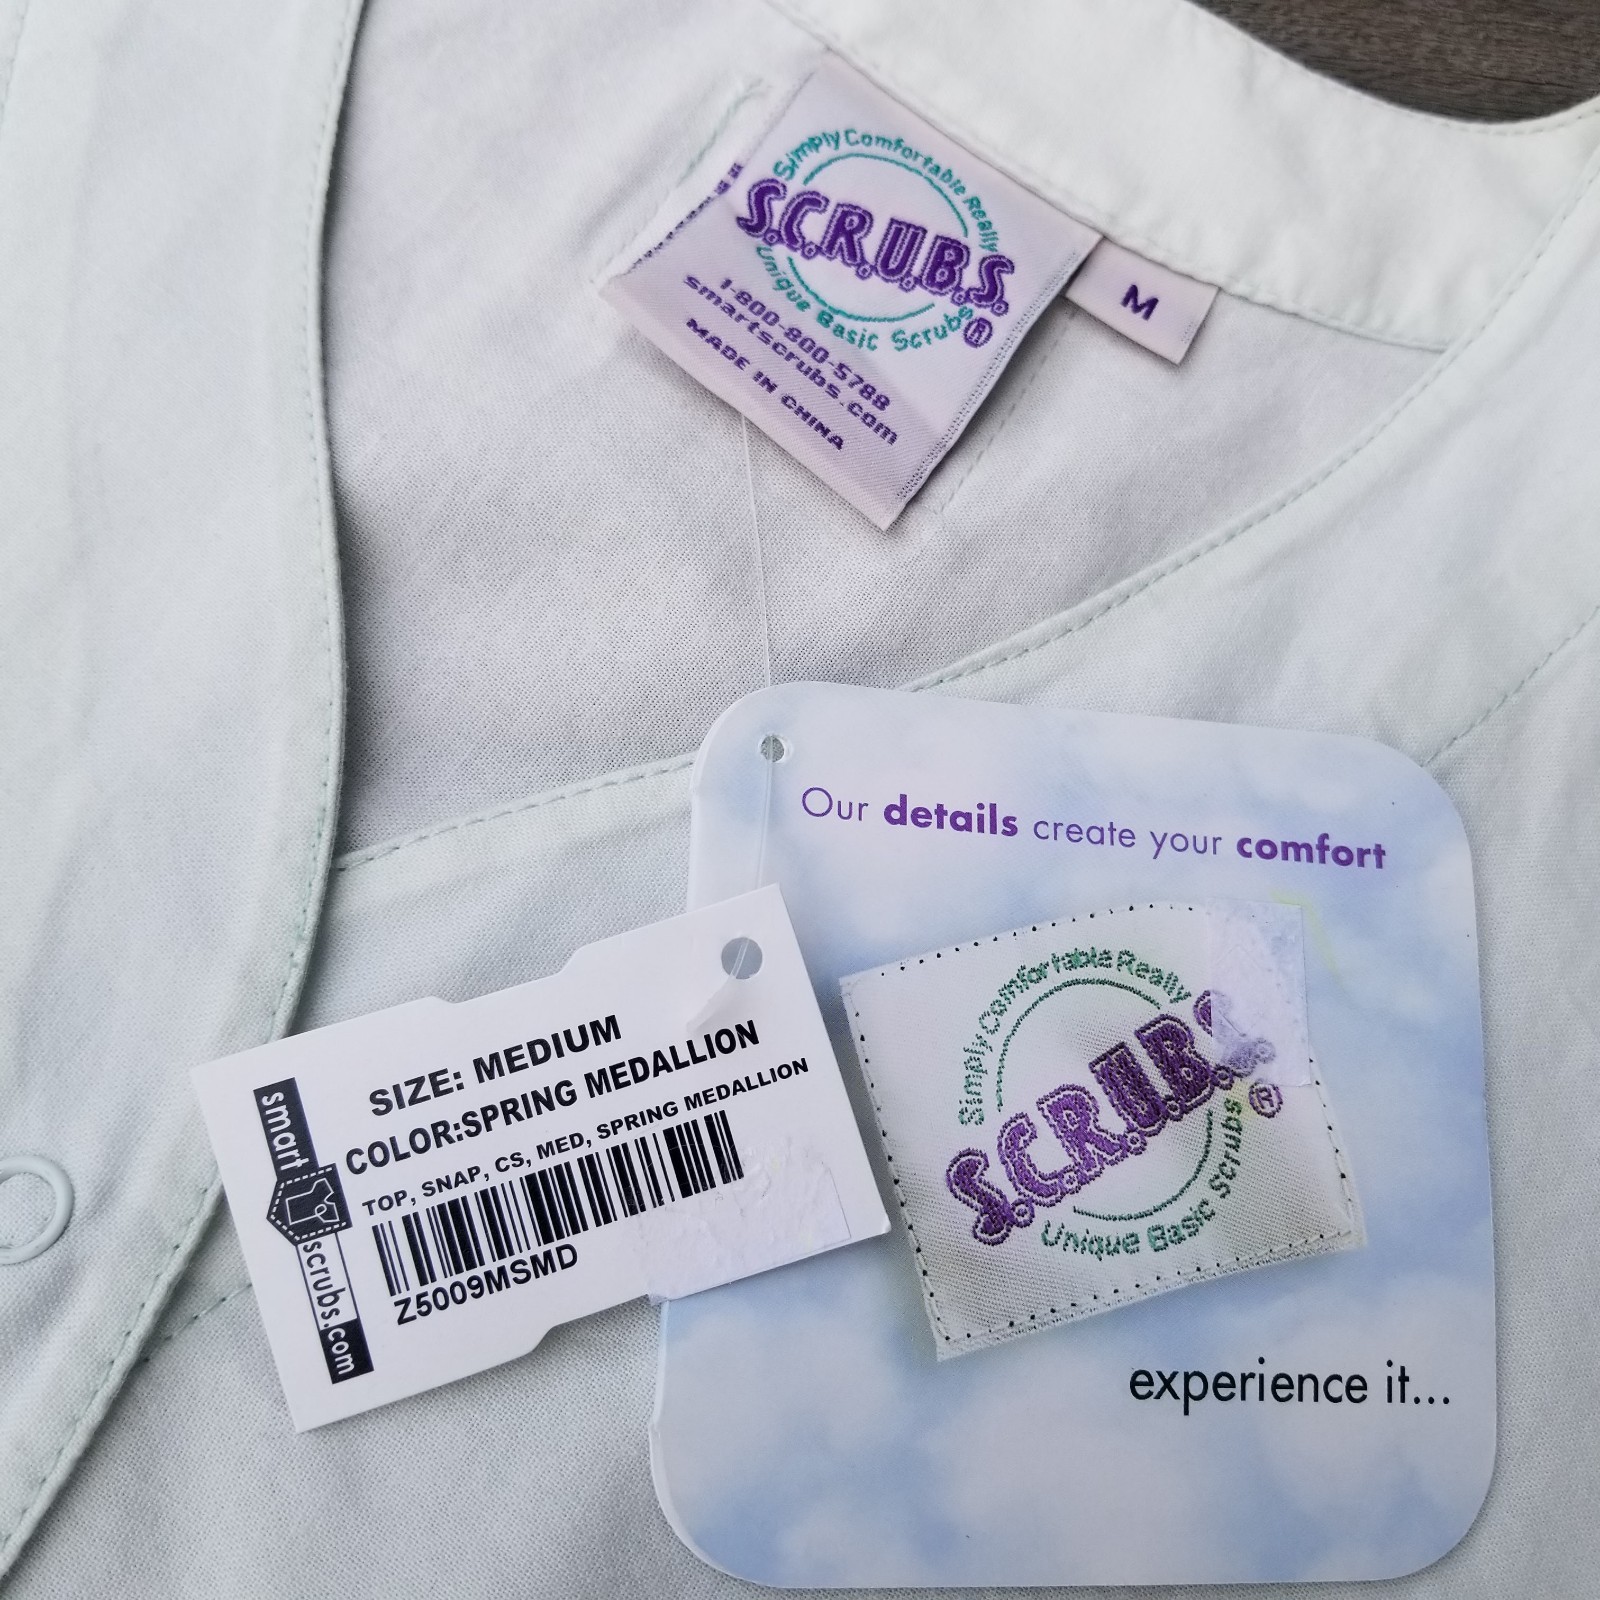 Simply Comfortable Really
S.C.R.U.B.S.®
Unique Basic Scrubs
1-800-800-5788
smartscrubs.com
MADE IN CHINA
M
Our details create your comfort
Simply Comfortable Really
S.C.R.U.B.S®
Unique Basic Scrubs
experience it...
smart
scrubs.com
SIZE: MEDIUM
COLOR:SPRING MEDALLION
TOP, SNAP, CS, MED, SPRING MEDALLION
Z5009MSMD